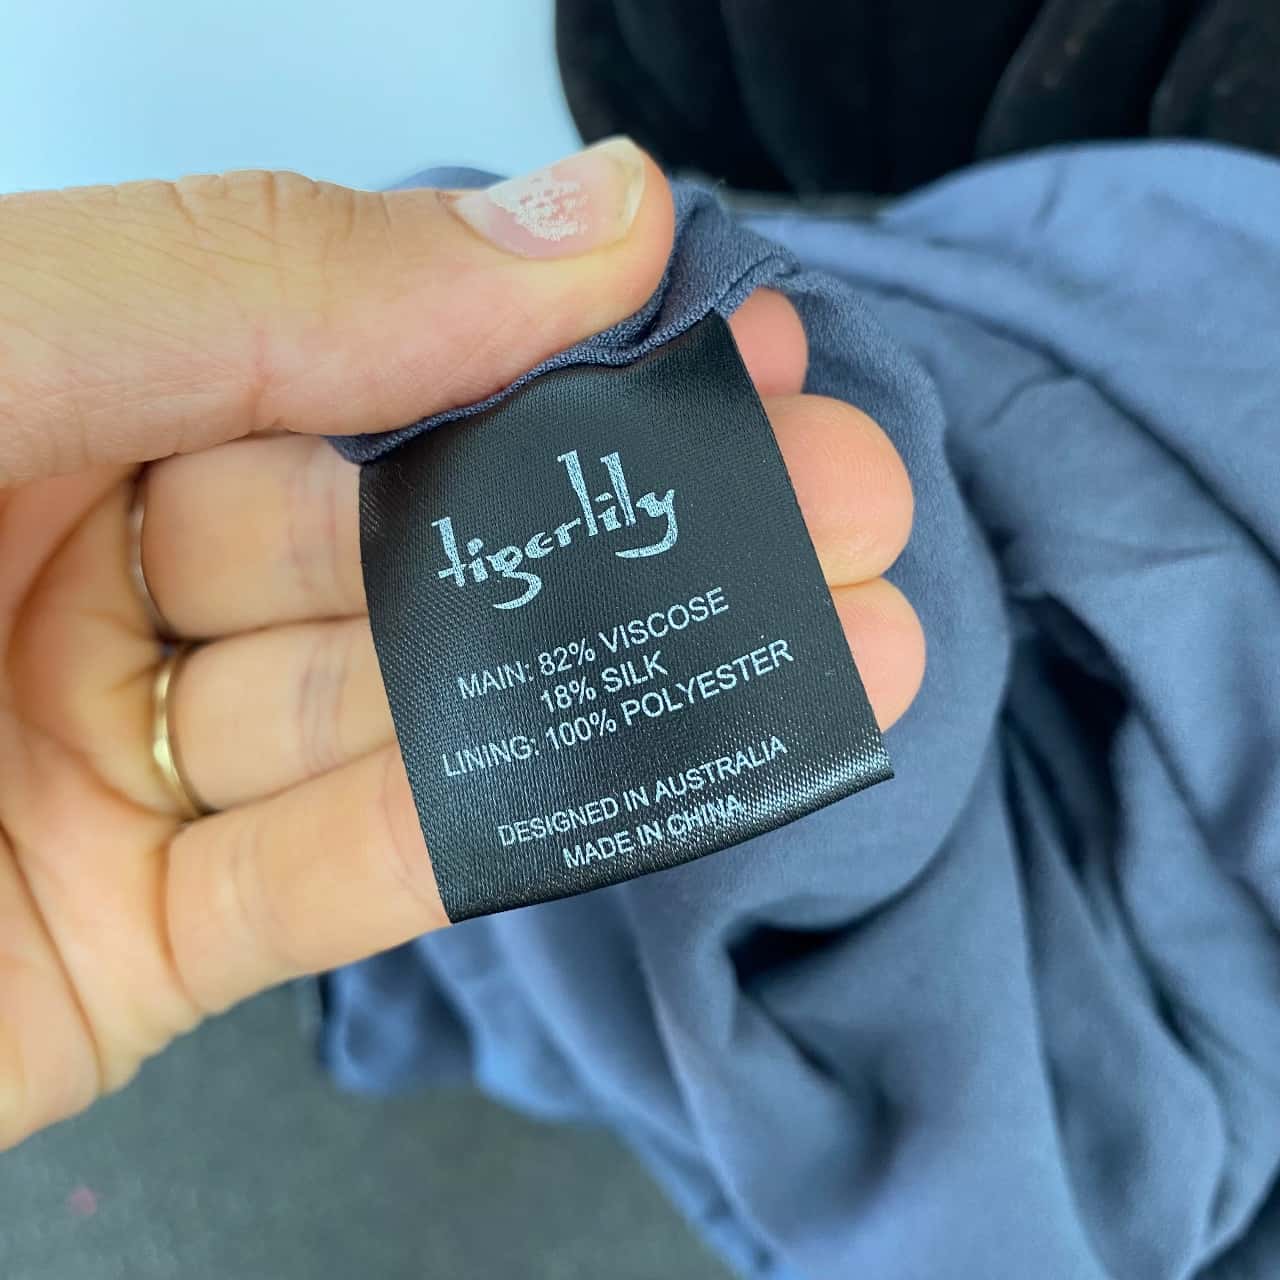 tigerlily
MAIN: 82% VISCOSE
18% SILK
LINING: 100% POLYESTER
DESIGNED IN AUSTRALIA
MADE IN CHINA